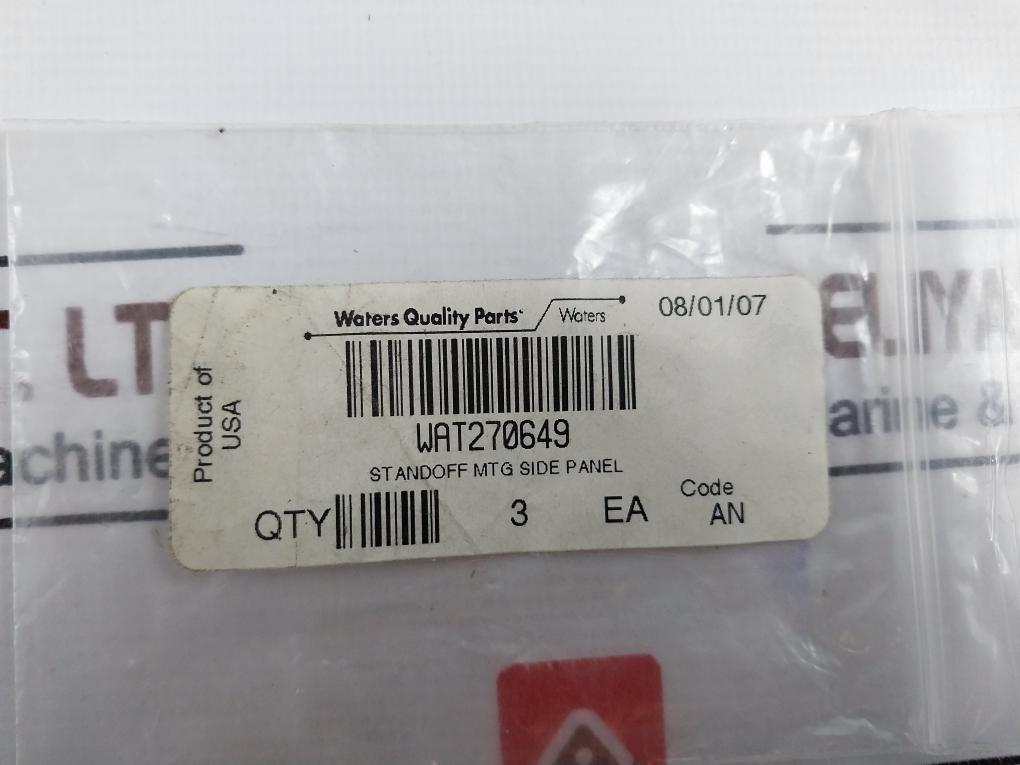 Waters Quality Parts
Waters
08/01/07
Product of
USA
WAT270649
STANDOFF MTG SIDE PANEL
QTY 3 EA
Code
AN
LT
ELIYA
achine
arine &